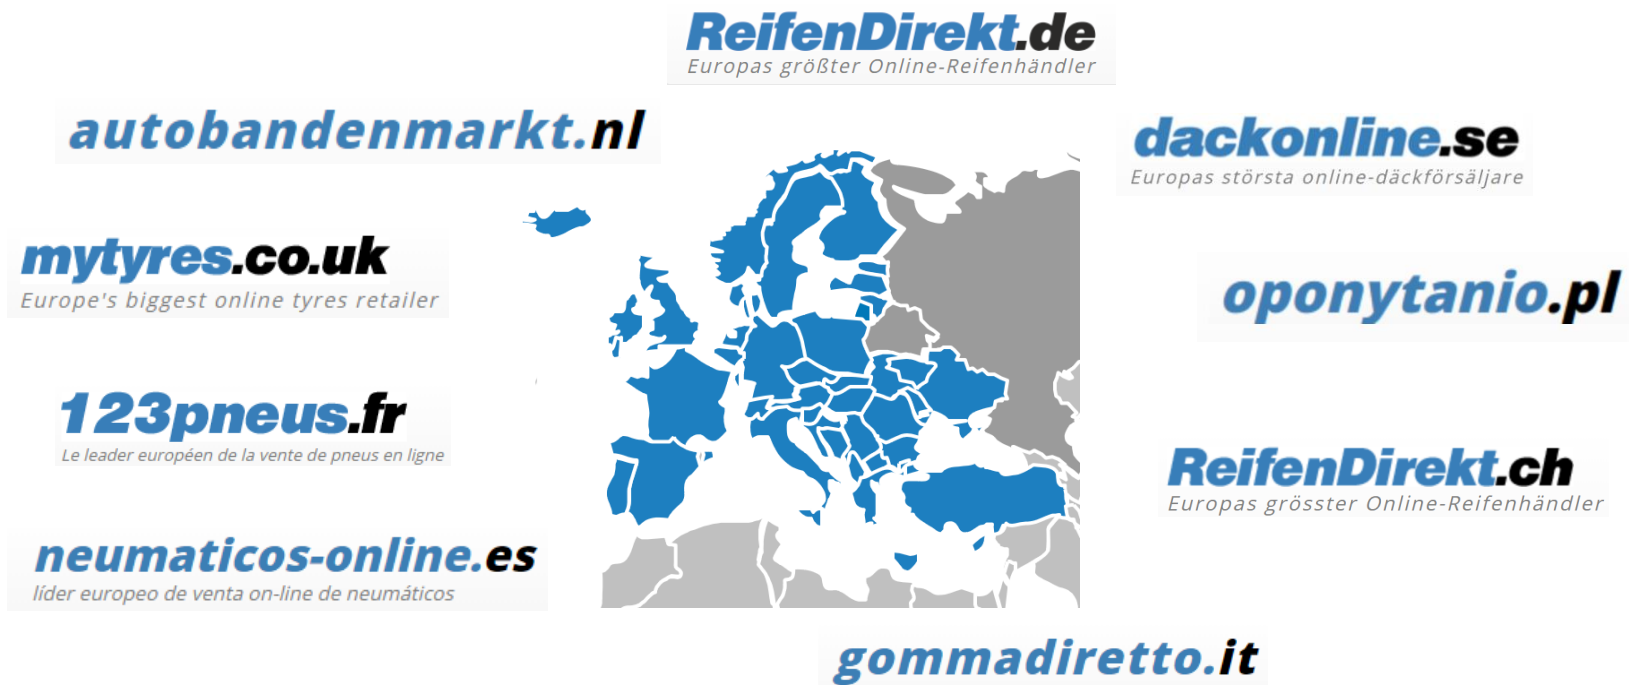 ReifenDirekt.de
Europas größter Online-Reifenhändler
autobandenmarkt.nl
dackonline.se
Europas största online-däckförsäljare
mytyres.co.uk
Europe's biggest online tyres retailer
oponytanio.pl
123pneus.fr
Le leader européen de la vente de pneus en ligne
ReifenDirekt.ch
Europas grösster Online-Reifenhändler
neumaticos-online.es
líder europeo de venta on-line de neumáticos
gommadiretto.it